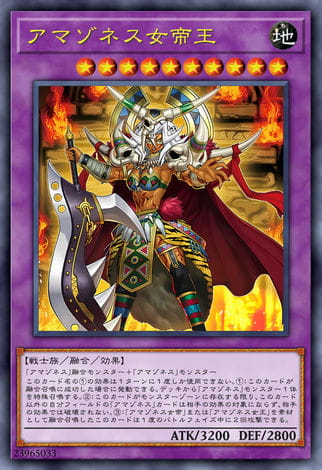 アマゾネス女帝王
地
【戦士族／融合／効果】
「アマゾネス」融合モンスター+「アマゾネス」モンスター
このカード名の①の効果は１ターンに１度しか使用できない。①：このカードが
融合召喚に成功した場合に発動できる。デッキから「アマゾネス」モンスター１体
を特殊召喚する。②：このカードがモンスターゾーンに存在する限り、このカード
以外の自分フィールドの「アマゾネス」カードは相手の効果の対象にならず、相手
の効果では破壊されない。③：「アマゾネス女帝」または「アマゾネス女王」を素材
として融合召喚したこのカードは１度のバトルフェイズ中に２回攻撃できる。
ATK/3200 DEF/2800
23965033